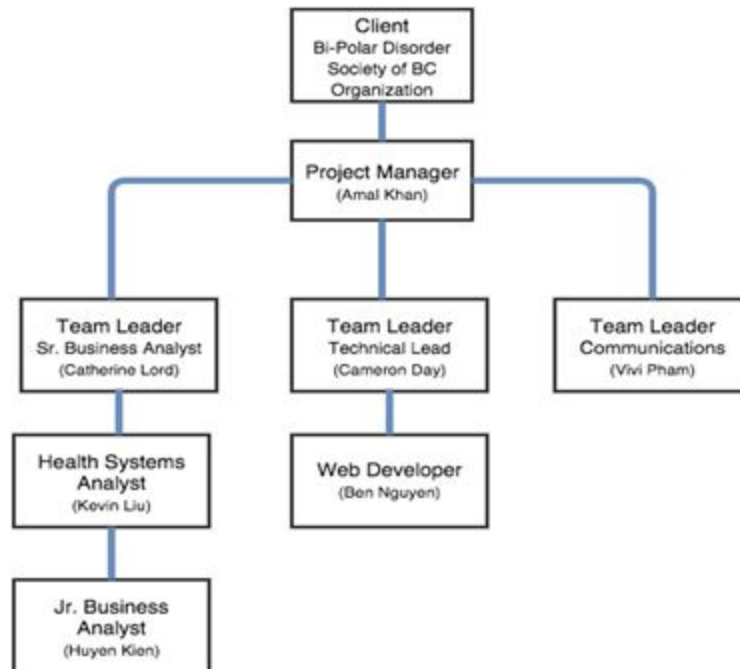 Client
Bi-Polar Disorder
Society of BC
Organization
Project Manager
(Amal Khan)
Team Leader
Sr. Business Analyst
(Catherine Lord)
Team Leader
Technical Lead
(Cameron Day)
Team Leader
Communications
(Vivi Pham)
Health Systems
Analyst
(Kevin Liu)
Web Developer
(Ben Nguyen)
Jr. Business
Analyst
(Huyen Kien)